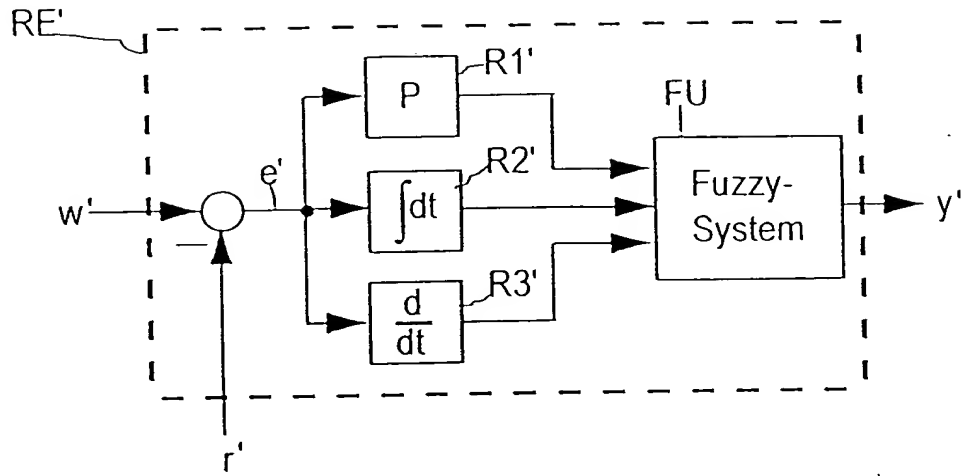 RE'
P
R1'
FU
e'
R2'
w'
∫dt
Fuzzy-
System
y'
−
R3'
d
dt
r'